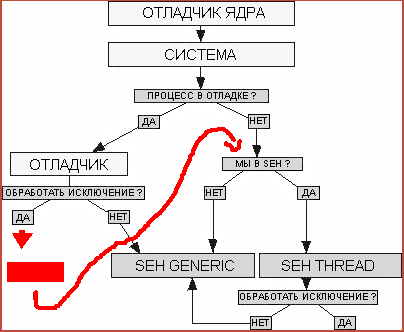 ОТЛАДЧИК ЯДРА
СИСТЕМА
ПРОЦЕСС В ОТЛАДКЕ ?
ДА
НЕТ
ОТЛАДЧИК
МЫ В SEH ?
ОБРАБОТАТЬ ИСКЛЮЧЕНИЕ ?
НЕТ
ДА
ДА
НЕТ
SEH GENERIC
SEH THREAD
ОБРАБОТАТЬ ИСКЛЮЧЕНИЕ ?
НЕТ
ДА